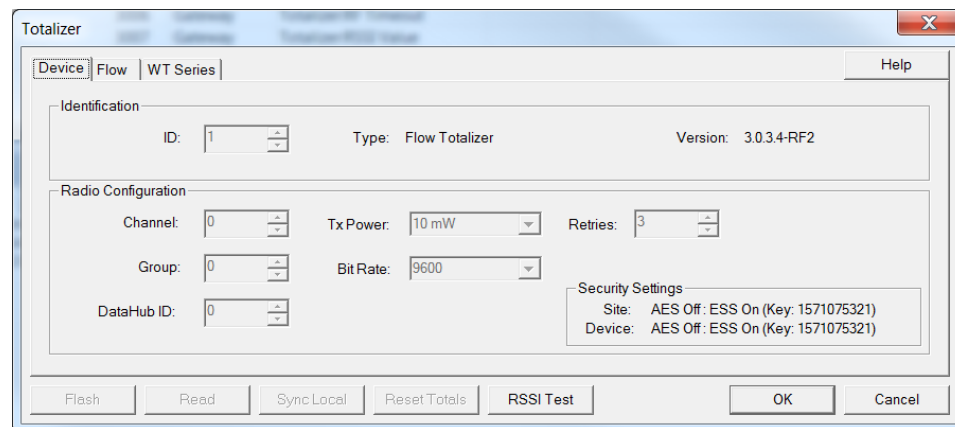 Totalizer
Device Flow WT Series Help
Identification
ID: 1 Type: Flow Totalizer Version: 3.0.3.4-RF2
Radio Configuration
Channel: 0 Tx Power: 10 mW Retries: 3
Group: 0 Bit Rate: 9600
DataHub ID: 0
Security Settings
Site: AES Off : ESS On (Key: 1571075321)
Device: AES Off : ESS On (Key: 1571075321)
Flash Read Sync Local Reset Totals RSSI Test OK Cancel